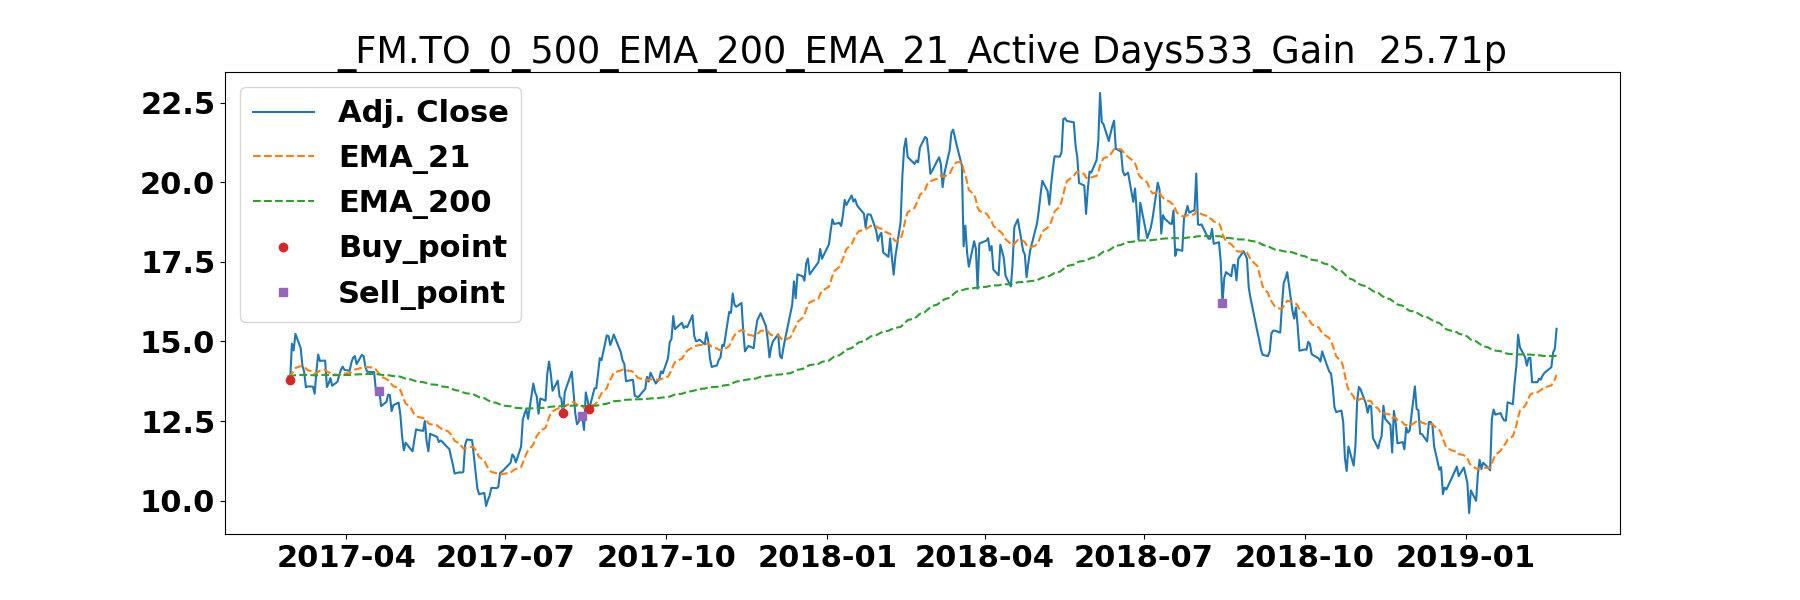 _FM.TO_0_500_EMA_200_EMA_21_Active Days533_Gain  25.71p
22.5
20.0
17.5
15.0
12.5
10.0
Adj. Close
EMA_21
EMA_200
Buy_point
Sell_point
2017-04 2017-07 2017-10 2018-01 2018-04 2018-07 2018-10 2019-01